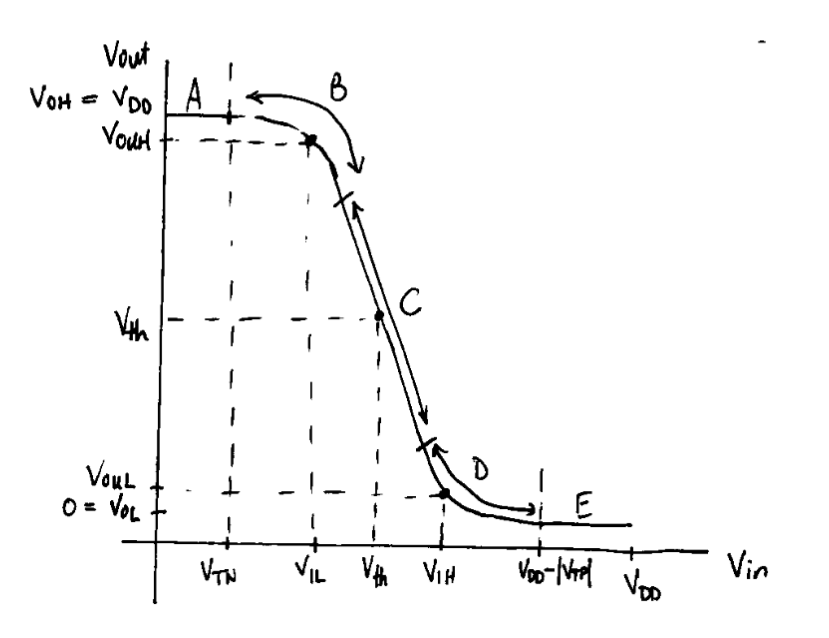 Vout
B
A
VOH = VDD
VOUH
C
Vth
D
VOUL
E
0 = VOL
VTN
VIL
Vth
VIH
VDD-|VTP|
VDD
Vin